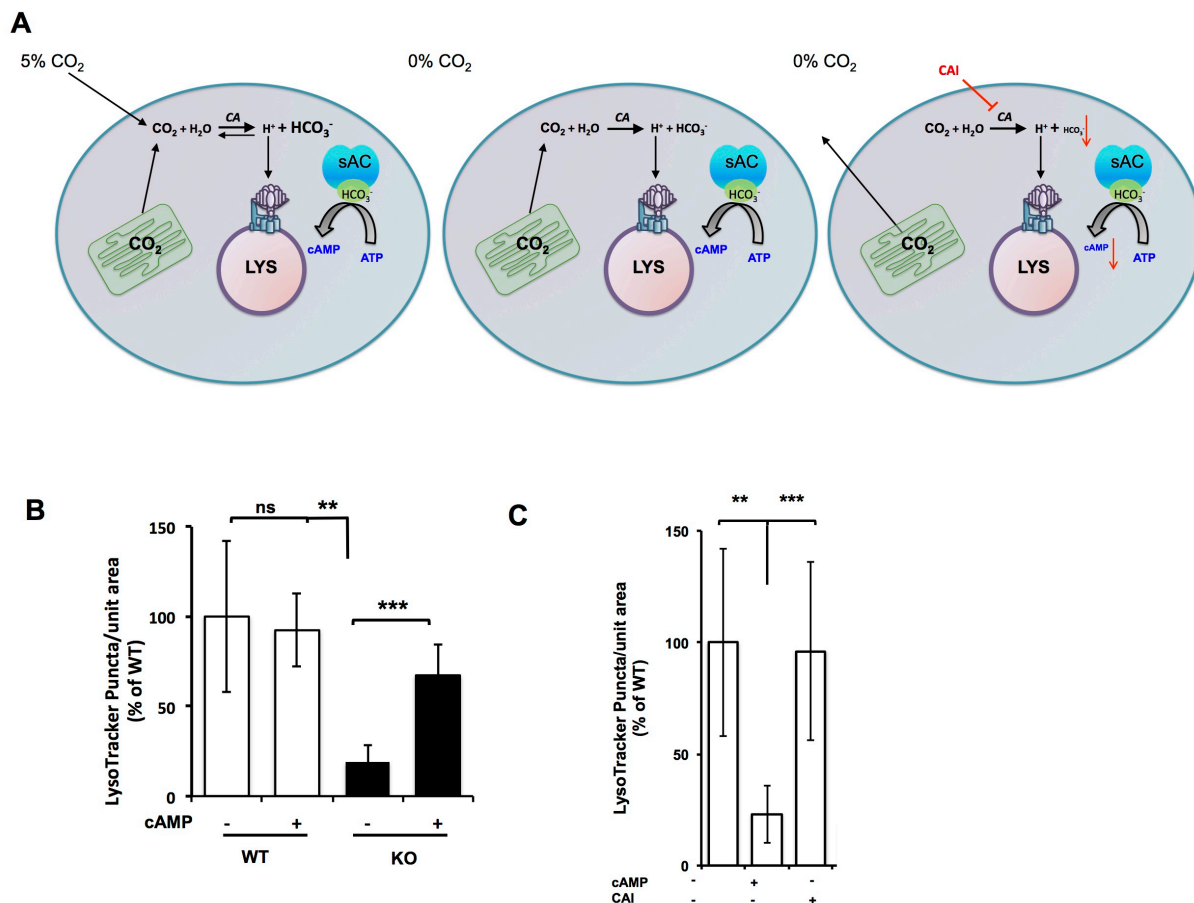 A
5% CO₂
CO₂ + H₂O CA H⁺ + HCO₃⁻
sAC
HCO₃⁻
CO₂
cAMP
ATP
LYS
0% CO₂
CO₂ + H₂O CA H⁺ + HCO₃⁻
sAC
HCO₃⁻
CO₂
cAMP
ATP
LYS
0% CO₂
CAI
CO₂ + H₂O CA H⁺ + HCO₃⁻
sAC
HCO₃⁻
CO₂
cAMP
ATP
LYS
B
ns **
***
LysoTracker Puncta/unit area
(% of WT)
150
100
50
0
cAMP - + - +
WT KO
C
** ***
LysoTracker Puncta/unit area
(% of WT)
150
100
50
0
cAMP - + -
CAI - - +